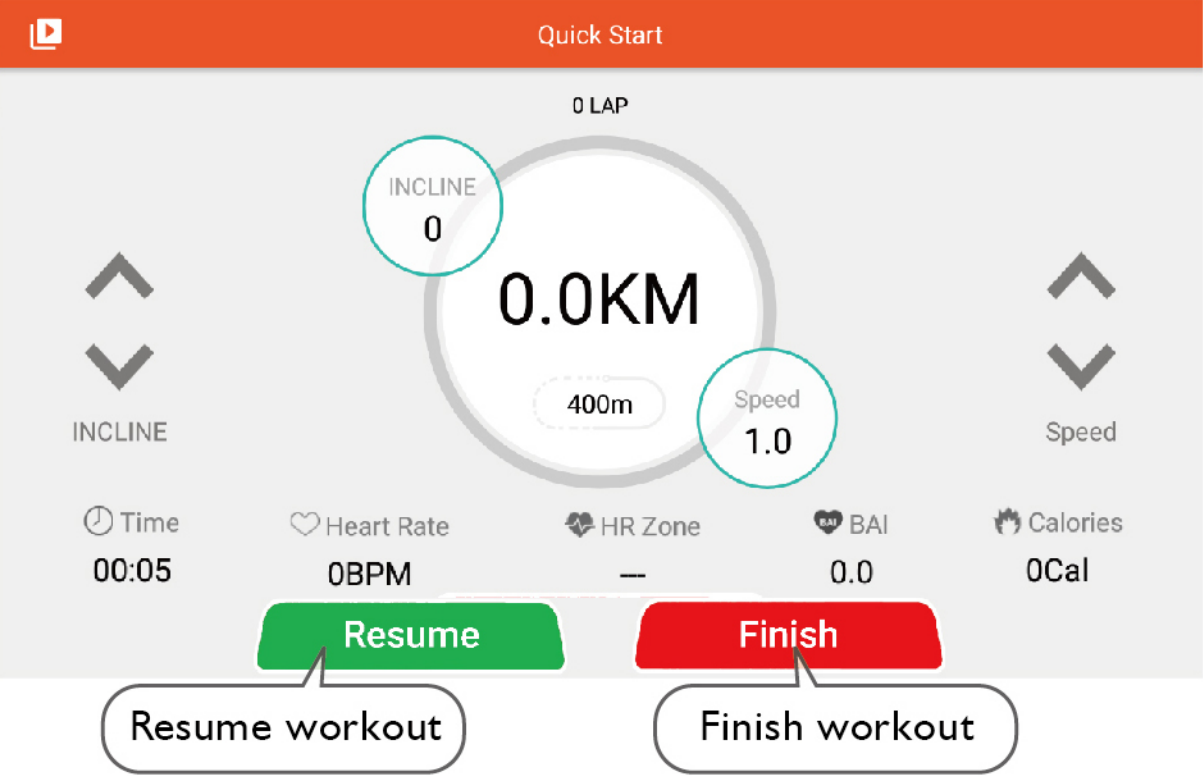 Quick Start
0 LAP
INCLINE
0
0.0KM
400m
Speed
1.0
INCLINE
Speed
Time
00:05
Heart Rate
0BPM
HR Zone
---
BAI
BAI
0.0
Calories
0Cal
Resume
Finish
Resume workout
Finish workout